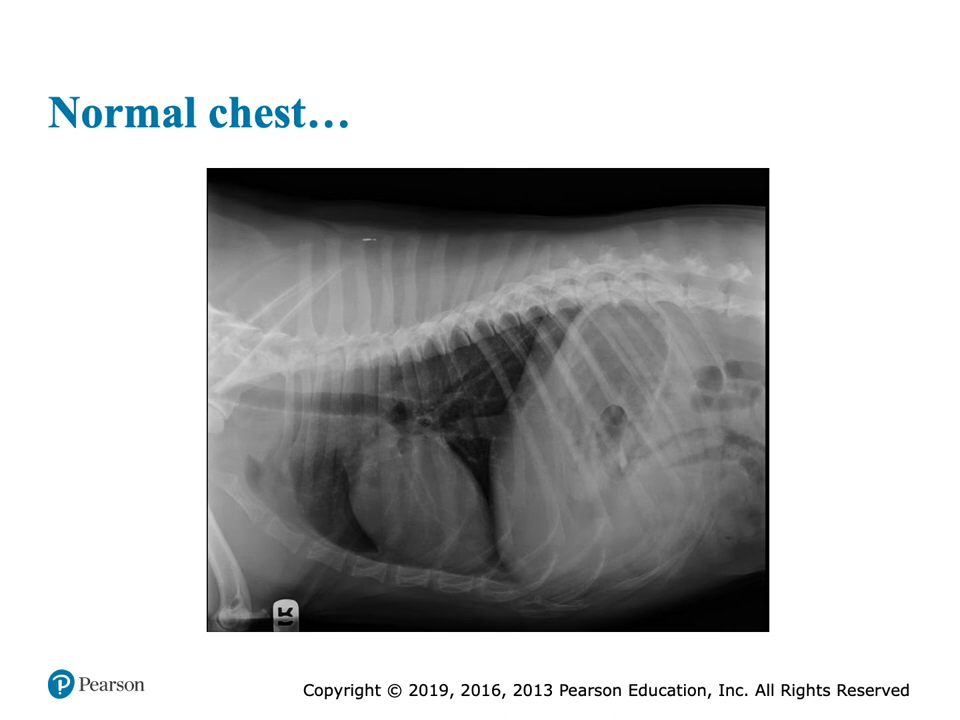 Normal chest…
R
Pearson
Copyright © 2019, 2016, 2013 Pearson Education, Inc. All Rights Reserved